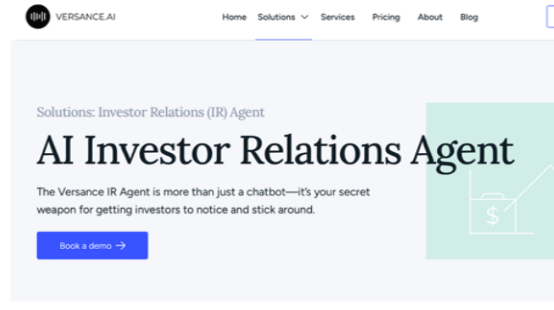 VERSANCE.AI
Home Solutions Services Pricing About Blog
Solutions: Investor Relations (IR) Agent
AI Investor Relations Agent
The Versance IR Agent is more than just a chatbot—it's your secret
weapon for getting investors to notice and stick around.
Book a demo →
$